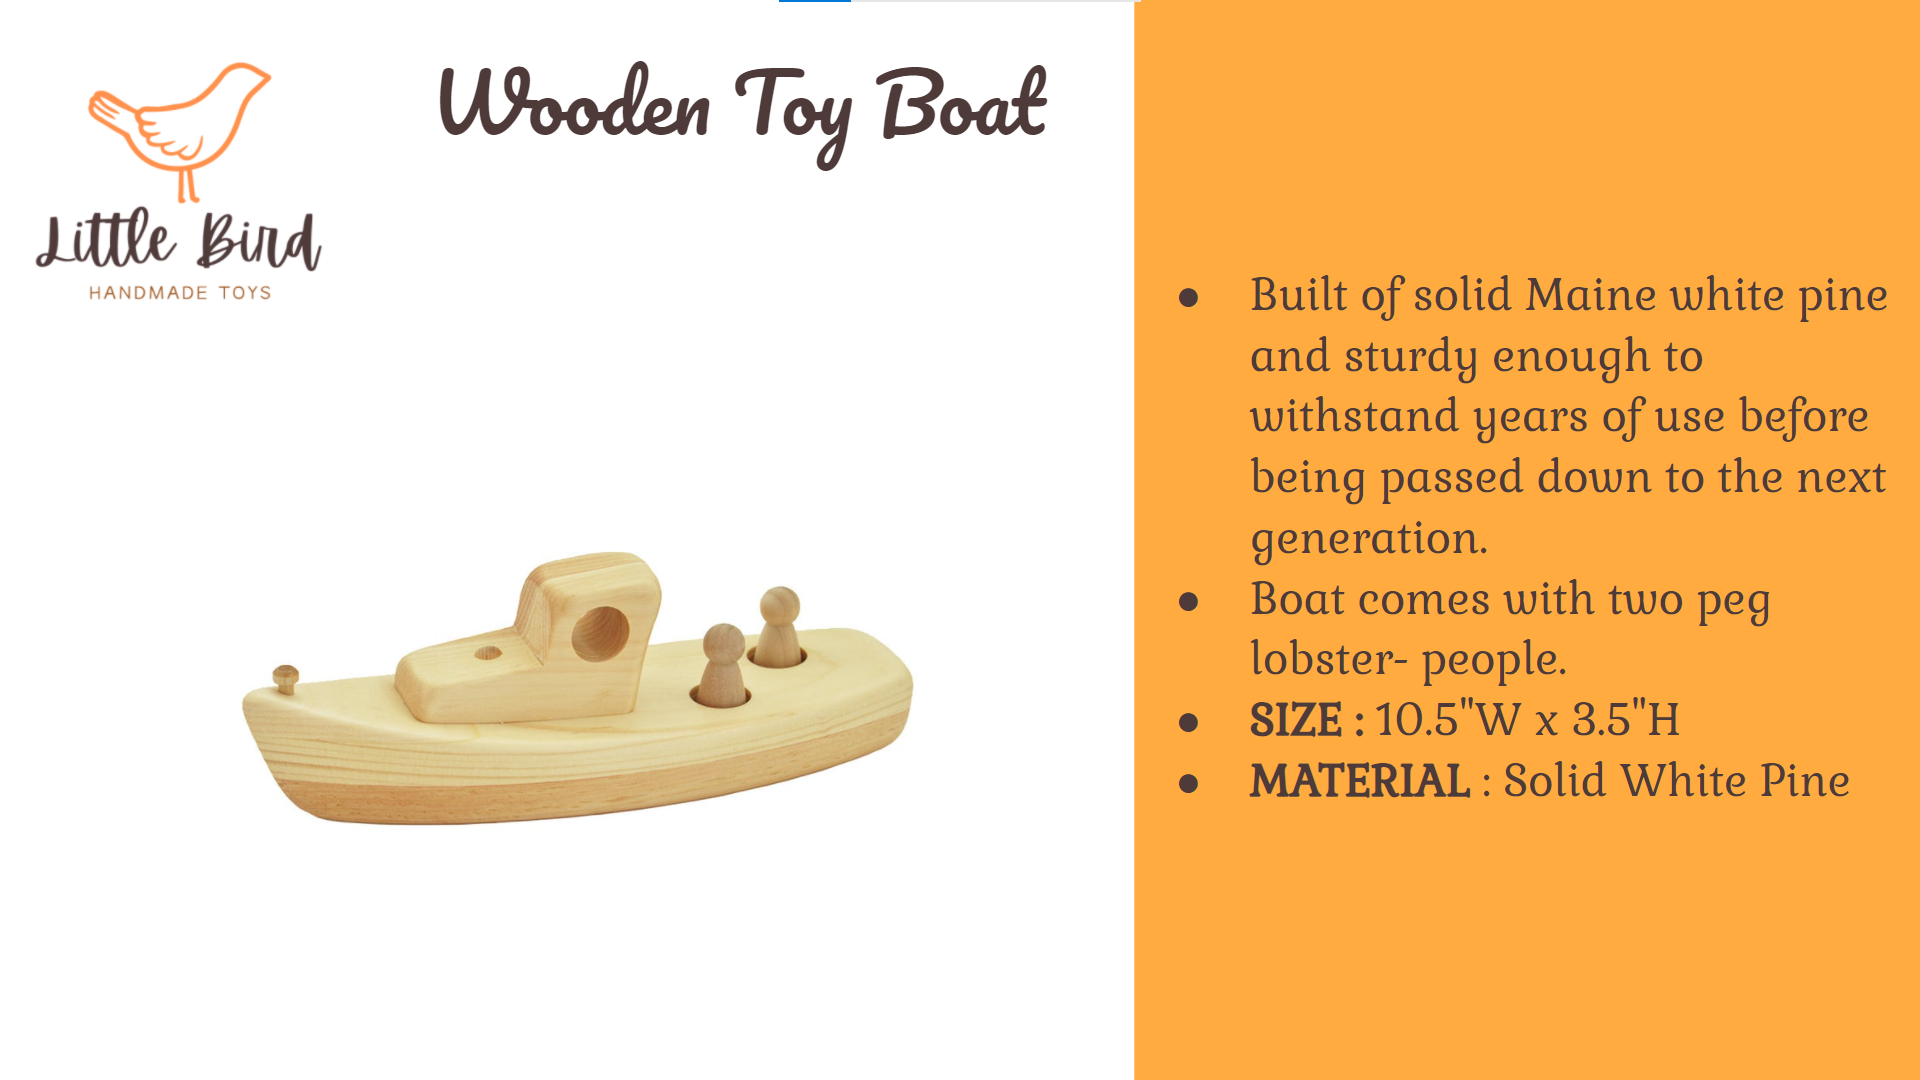 Wooden Toy Boat
Little Bird
HANDMADE TOYS
● Built of solid Maine white pine
and sturdy enough to
withstand years of use before
being passed down to the next
generation.
● Boat comes with two peg
lobster- people.
● SIZE : 10.5"W x 3.5"H
● MATERIAL : Solid White Pine